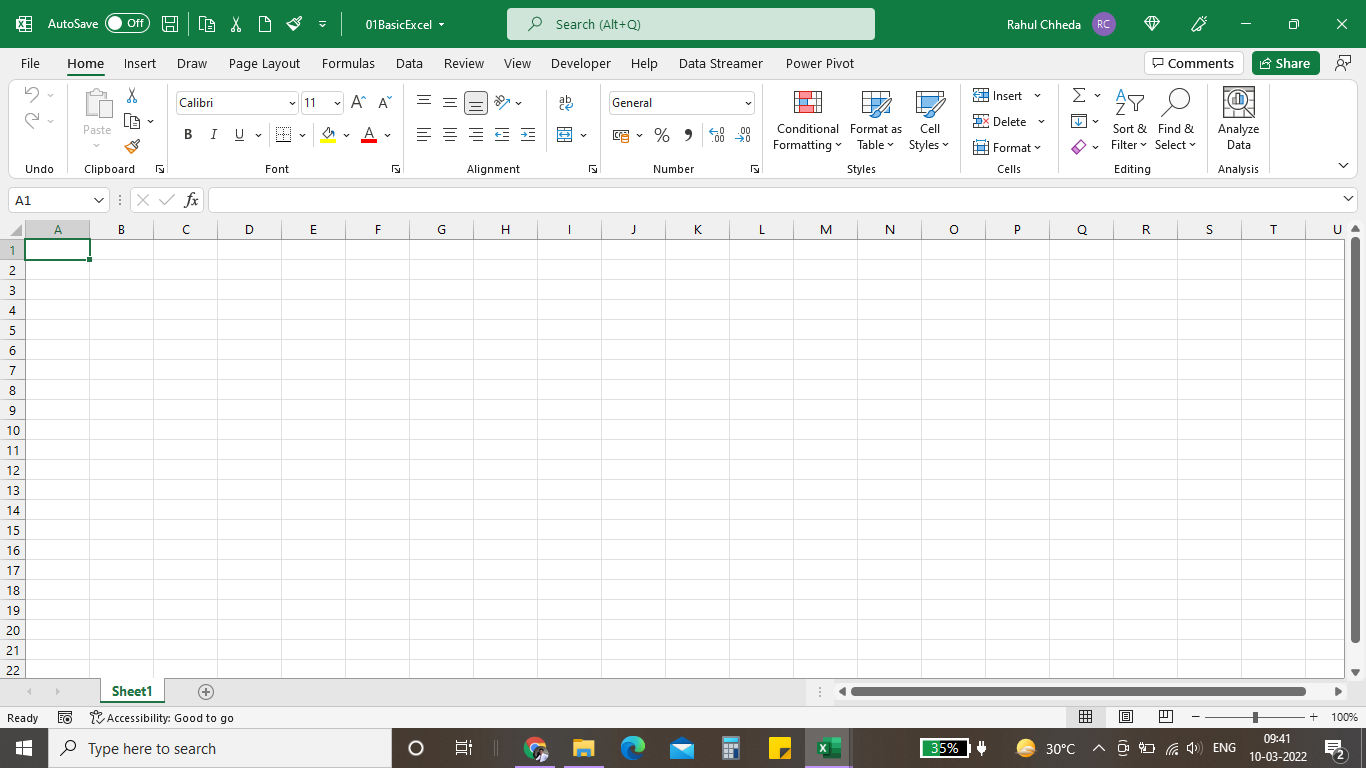 AutoSave Off 01BasicExcel Search (Alt+Q) Rahul Chheda RC
File Home Insert Draw Page Layout Formulas Data Review View Developer Help Data Streamer Power Pivot Comments Share
Calibri 11 General Insert
Paste B I U % Conditional Formatting Format as Table Cell Styles Delete Sort & Filter Find & Select Analyze Data
Format
Undo Clipboard Font Alignment Number Styles Cells Editing Analysis
A1 fx
A B C D E F G H I J K L M N O P Q R S T U
1
2
3
4
5
6
7
8
9
10
11
12
13
14
15
16
17
18
19
20
21
22
Sheet1
Ready Accessibility: Good to go 100%
Type here to search 35% 30°C ENG 09:41
10-03-2022 2